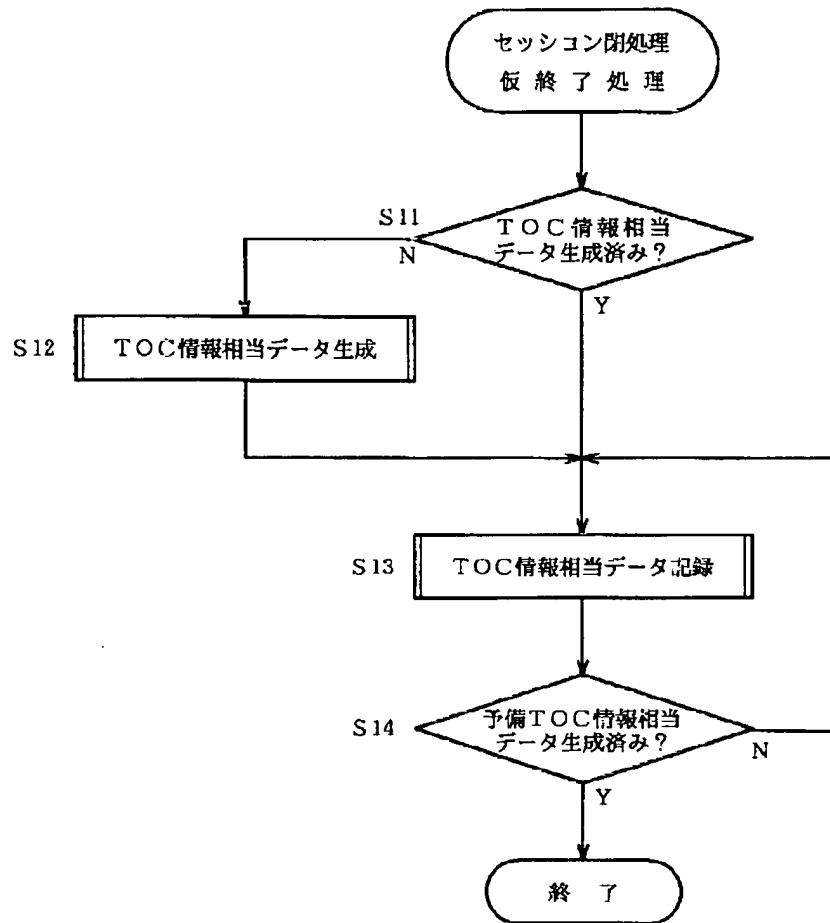 セッション閉処理
仮終了処理
S11
TOC情報相当
データ生成済み?
N
Y
S12
TOC情報相当データ生成
S13
TOC情報相当データ記録
S14
予備TOC情報相当
データ生成済み?
N
Y
終了